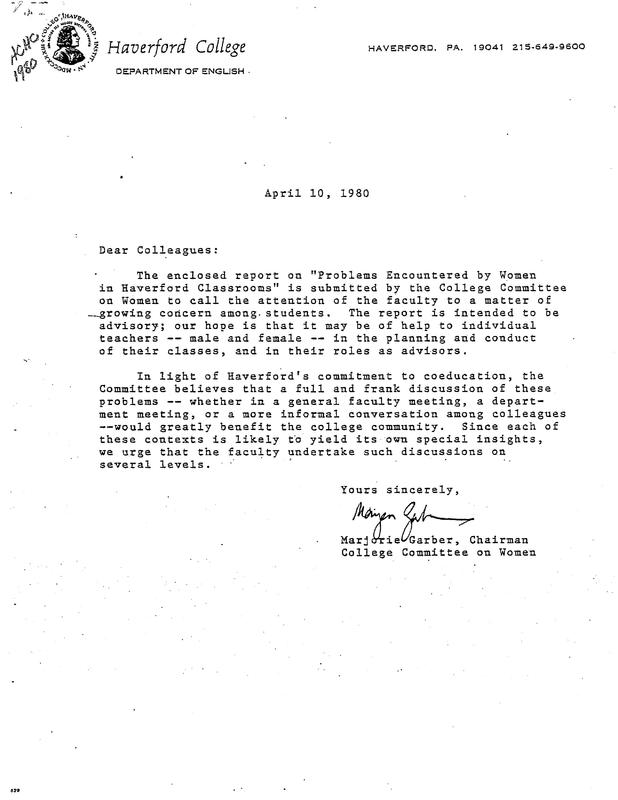 ACHO
1980
Haverford College
HAVERFORD, PA. 19041 215-649-9600
DEPARTMENT OF ENGLISH
April 10, 1980
Dear Colleagues:
The enclosed report on "Problems Encountered by Women
in Haverford Classrooms" is submitted by the College Committee
on Women to call the attention of the faculty to a matter of
growing concern among students. The report is intended to be
advisory; our hope is that it may be of help to individual
teachers -- male and female -- in the planning and conduct
of their classes, and in their roles as advisors.
In light of Haverford's commitment to coeducation, the
Committee believes that a full and frank discussion of these
problems -- whether in a general faculty meeting, a depart-
ment meeting, or a more informal conversation among colleagues
--would greatly benefit the college community. Since each of
these contexts is likely to yield its own special insights,
we urge that the faculty undertake such discussions on
several levels.
Yours sincerely,
Marjorie Garber, Chairman
College Committee on Women